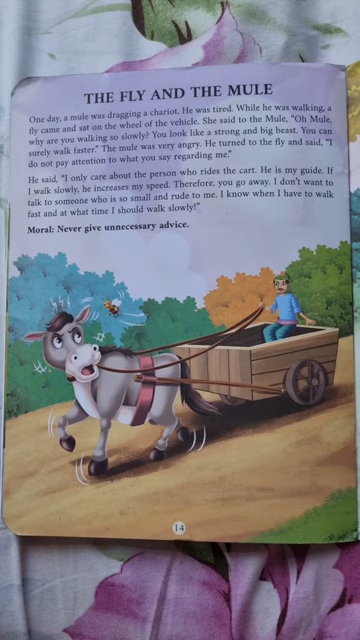 THE FLY AND THE MULE
One day, a mule was dragging a chariot. He was tired. While he was walking, a
fly came and sat on the wheel of the vehicle. She said to the Mule, "Oh Mule,
why are you walking so slowly? You look like a strong and big beast. You can
surely walk faster." The mule was very angry. He turned to the fly and said, "I
do not pay attention to what you say regarding me."
He said, "I only care about the person who rides the cart. He is my guide. If
I walk slowly, he increases my speed. Therefore, you go away. I don't want to
talk to someone who is so small and rude to me. I know when I have to walk
fast and at what time I should walk slowly!"
Moral: Never give unnecessary advice.
14